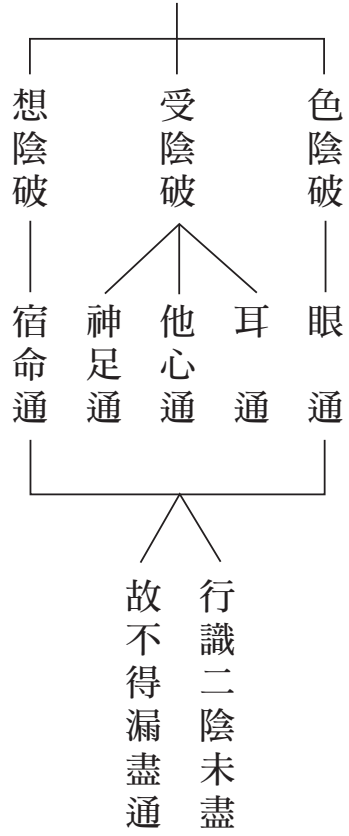 色陰破
受陰破
想陰破
眼通
耳通
他心通
神足通
宿命通
行識二陰未盡
故不得漏盡通